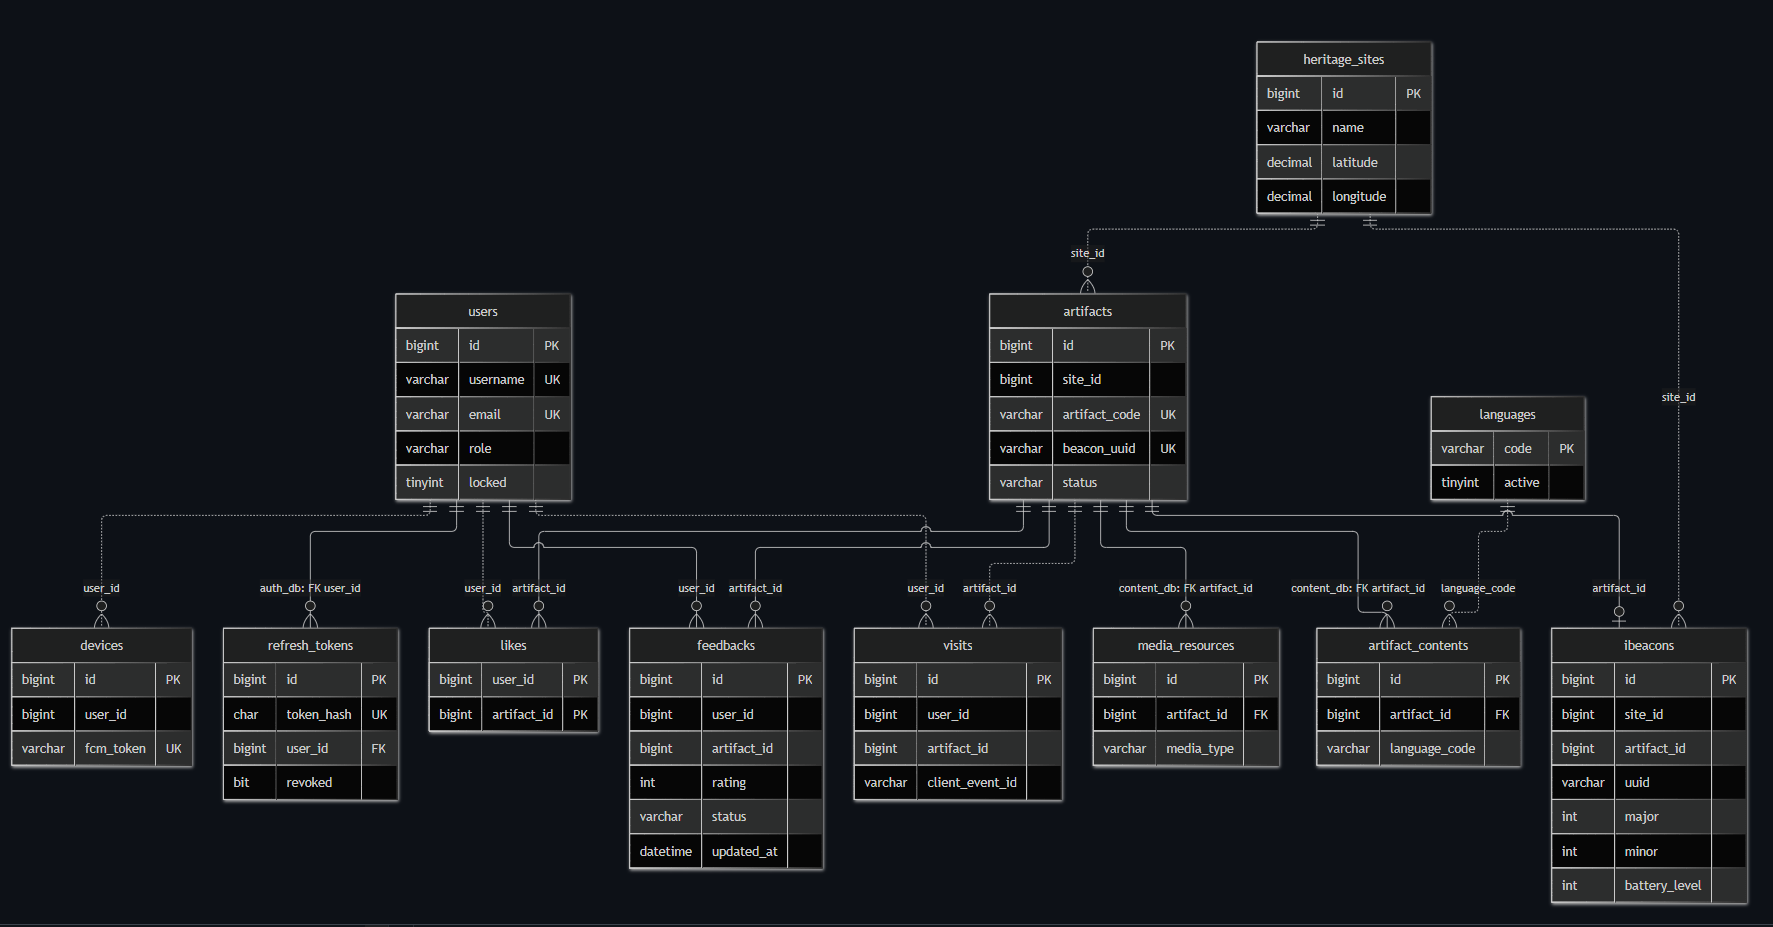 heritage_sites
bigint id PK
varchar name
decimal latitude
decimal longitude
site_id
users
bigint id PK
varchar username UK
varchar email UK
varchar role
tinyint locked
artifacts
bigint id PK
bigint site_id
varchar artifact_code UK
varchar beacon_uuid UK
varchar status
languages
varchar code PK
tinyint active
site_id
user_id
auth_db: FK user_id
user_id
artifact_id
user_id
artifact_id
user_id
artifact_id
content_db: FK artifact_id
content_db: FK artifact_id
language_code
artifact_id
devices
bigint id PK
bigint user_id
varchar fcm_token UK
refresh_tokens
bigint id PK
char token_hash UK
bigint user_id FK
bit revoked
likes
bigint user_id PK
bigint artifact_id PK
feedbacks
bigint id PK
bigint user_id
bigint artifact_id
int rating
varchar status
datetime updated_at
visits
bigint id PK
bigint user_id
bigint artifact_id
varchar client_event_id
media_resources
bigint id PK
bigint artifact_id FK
varchar media_type
artifact_contents
bigint id PK
bigint artifact_id FK
varchar language_code
ibeacons
bigint id PK
bigint site_id
bigint artifact_id
varchar uuid
int major
int minor
int battery_level